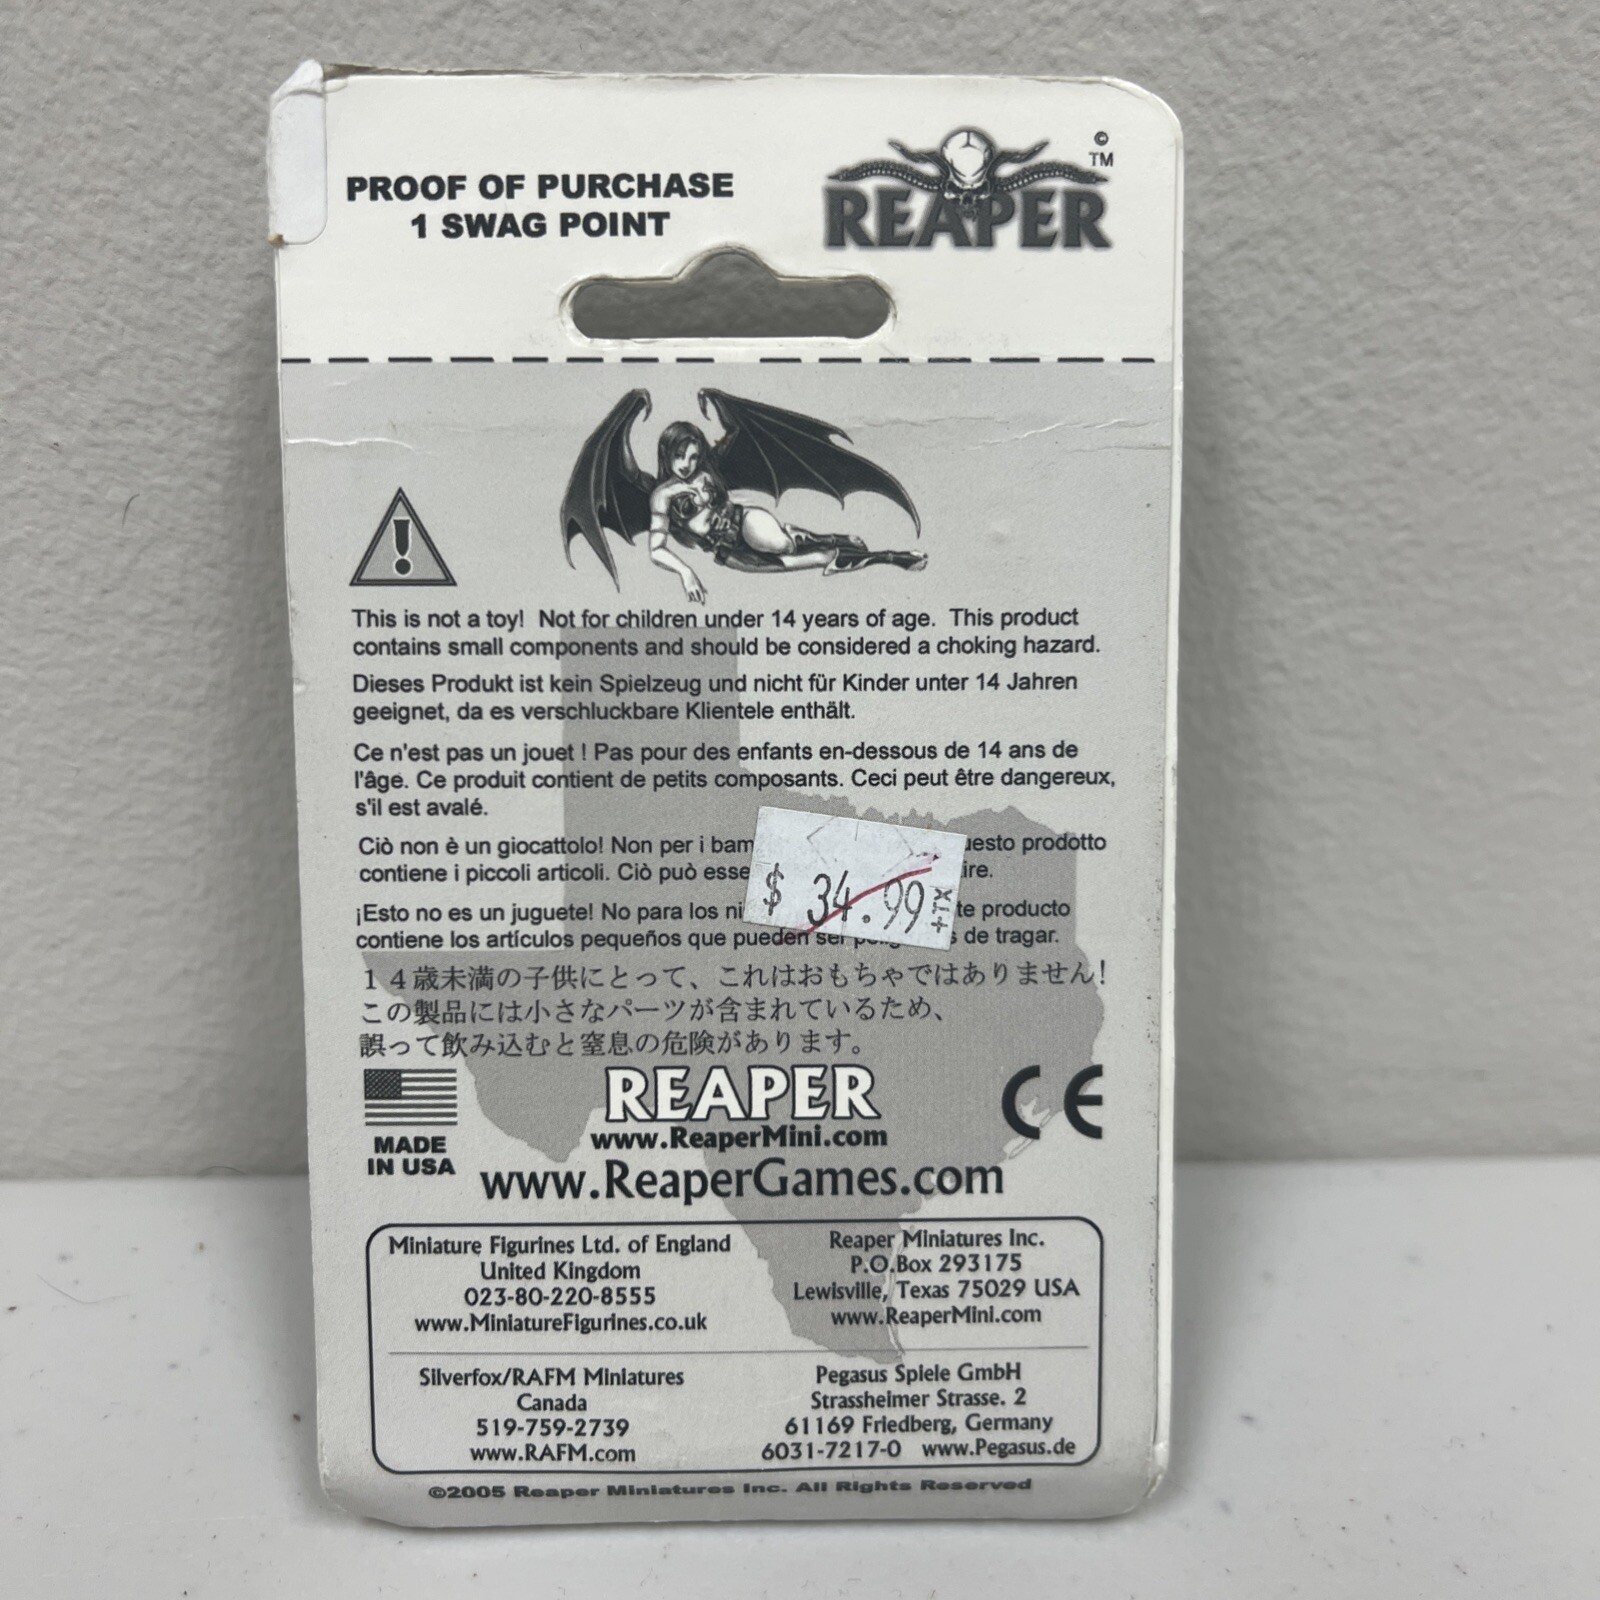 PROOF OF PURCHASE
1 SWAG POINT
©
TM
REAPER
This is not a toy!  Not for children under 14 years of age.  This product
contains small components and should be considered a choking hazard.
Dieses Produkt ist kein Spielzeug und nicht für Kinder unter 14 Jahren
geeignet, da es verschluckbare Klientele enthält.
Ce n'est pas un jouet ! Pas pour des enfants en-dessous de 14 ans de
l'âge. Ce produit contient de petits composants. Ceci peut être dangereux,
s'il est avalé.
Ciò non è un giocattolo! Non per i prodotto
contiene i piccoli articoli. Ciò può
$ 34.99 +TX
¡Esto no es un juguete! No para los producto
contiene los artículos pequeños que pueden ser de tragar.
14歳未満の子供にとって、これはおもちゃではありません!
この製品には小さなパーツが含まれているため、
誤って飲み込むと窒息の危険があります。
REAPER
www.ReaperMini.com
CE
MADE
IN USA
www.ReaperGames.com
Miniature Figurines Ltd. of England
United Kingdom
023-80-220-8555
www.MiniatureFigurines.co.uk
Reaper Miniatures Inc.
P.O.Box 293175
Lewisville, Texas 75029 USA
www.ReaperMini.com
Silverfox/RAFM Miniatures
Canada
519-759-2739
www.RAFM.com
Pegasus Spiele GmbH
Strassheimer Strasse. 2
61169 Friedberg, Germany
6031-7217-0 www.Pegasus.de
©2005 Reaper Miniatures Inc. All Rights Reserved